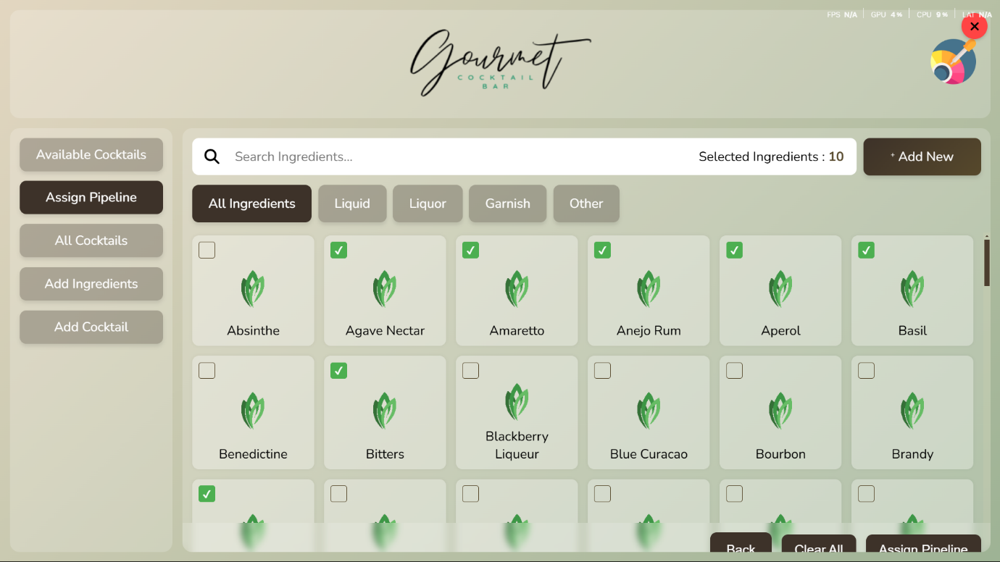 FPS N/A GPU 4% CPU 9% LAT N/A
Gourmet
COCKTAIL
BAR
Available Cocktails
Assign Pipeline
All Cocktails
Add Ingredients
Add Cocktail
Search Ingredients...
Selected Ingredients : 10
+ Add New
All Ingredients
Liquid
Liquor
Garnish
Other
Absinthe
Agave Nectar
Amaretto
Anejo Rum
Aperol
Basil
Benedictine
Bitters
Blackberry
Liqueur
Blue Curacao
Bourbon
Brandy
Back
Clear All
Assign Pipeline